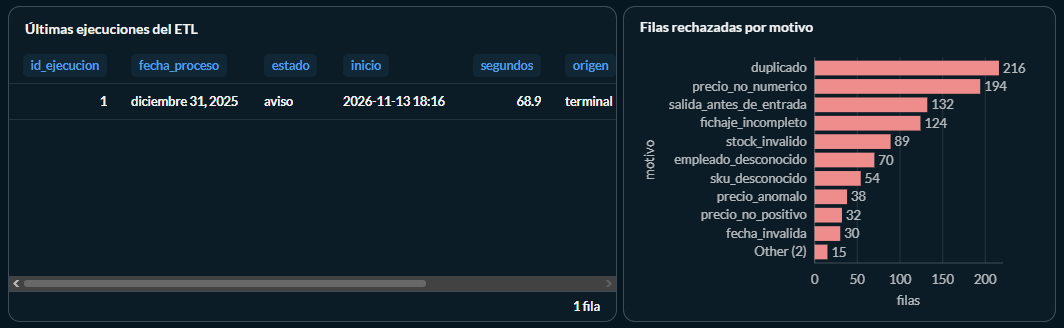 Últimas ejecuciones del ETL
id_ejecucion fecha_proceso estado inicio segundos origen
1 diciembre 31, 2025 aviso 2026-11-13 18:16 68.9 terminal
1 fila
Filas rechazadas por motivo
motivo
duplicado 216
precio_no_numerico 194
salida_antes_de_entrada 132
fichaje_incompleto 124
stock_invalido 89
empleado_desconocido 70
sku_desconocido 54
precio_anomalo 38
precio_no_positivo 32
fecha_invalida 30
Other (2) 15
0 50 100 150 200
filas